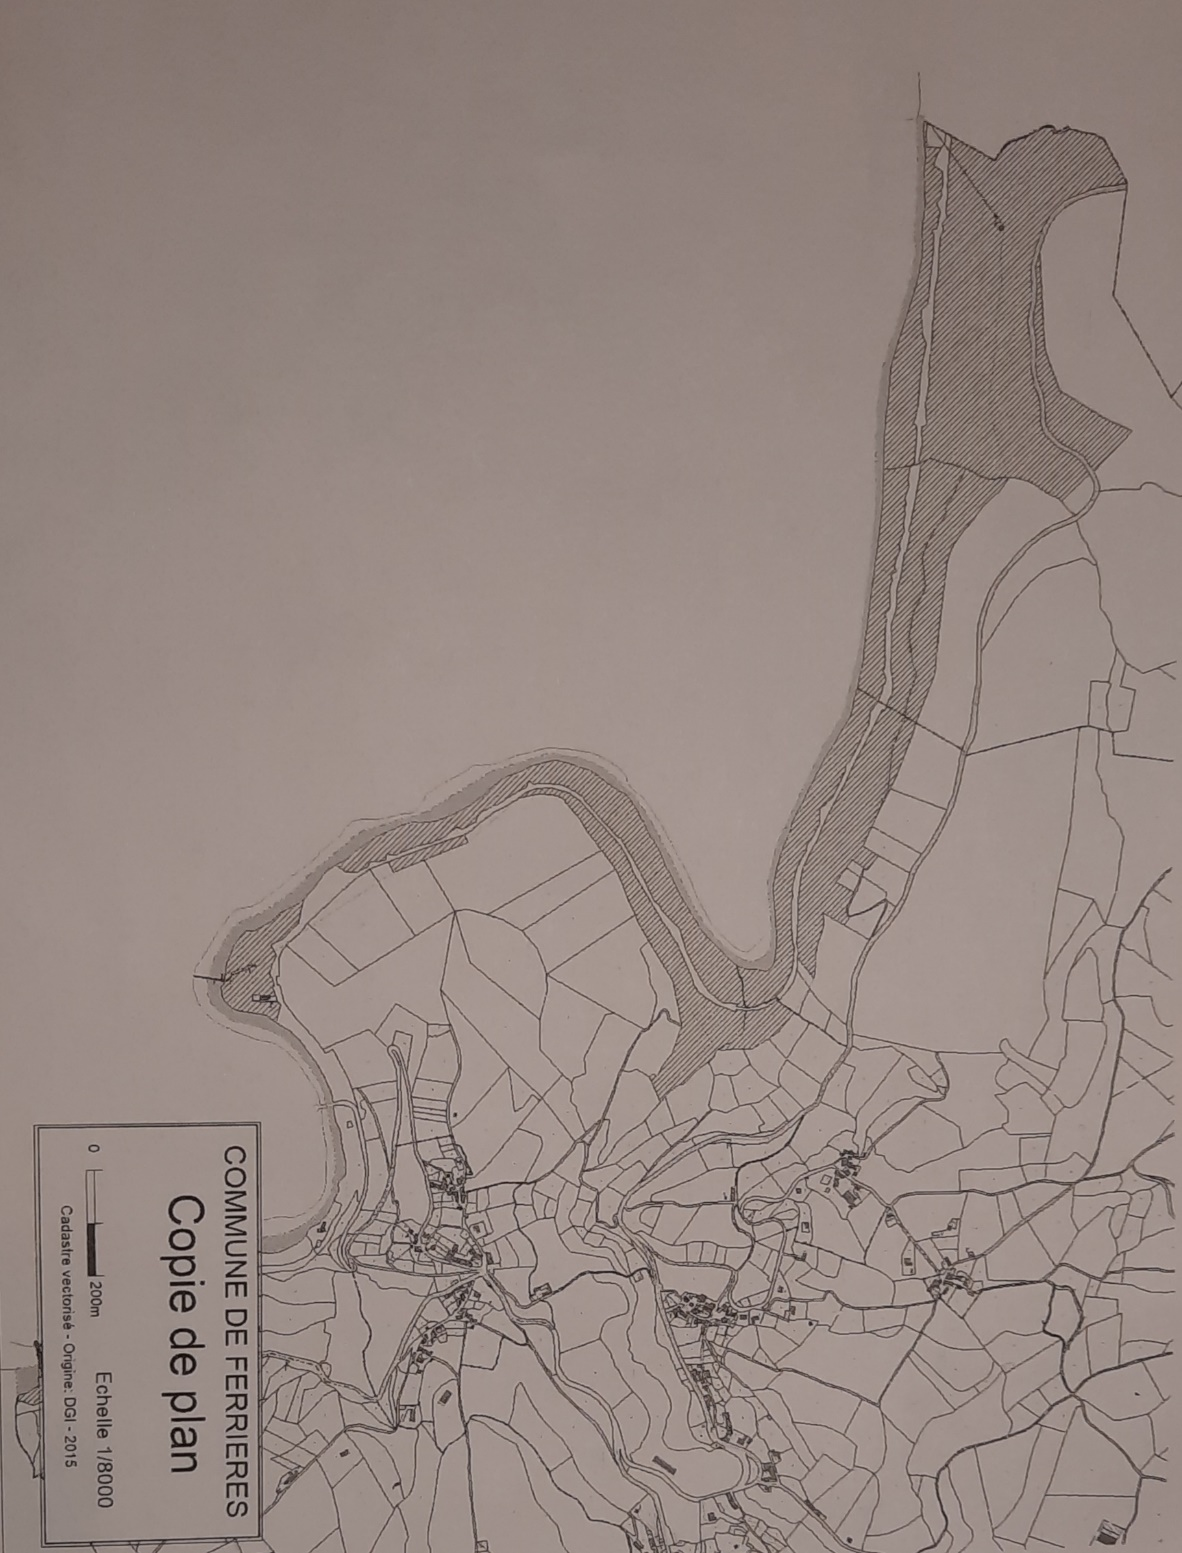 COMMUNE DE FERRIERES
Copie de plan
0 200m Echelle 1/8000
Cadastre vectorisé - Origine: DGI - 2015